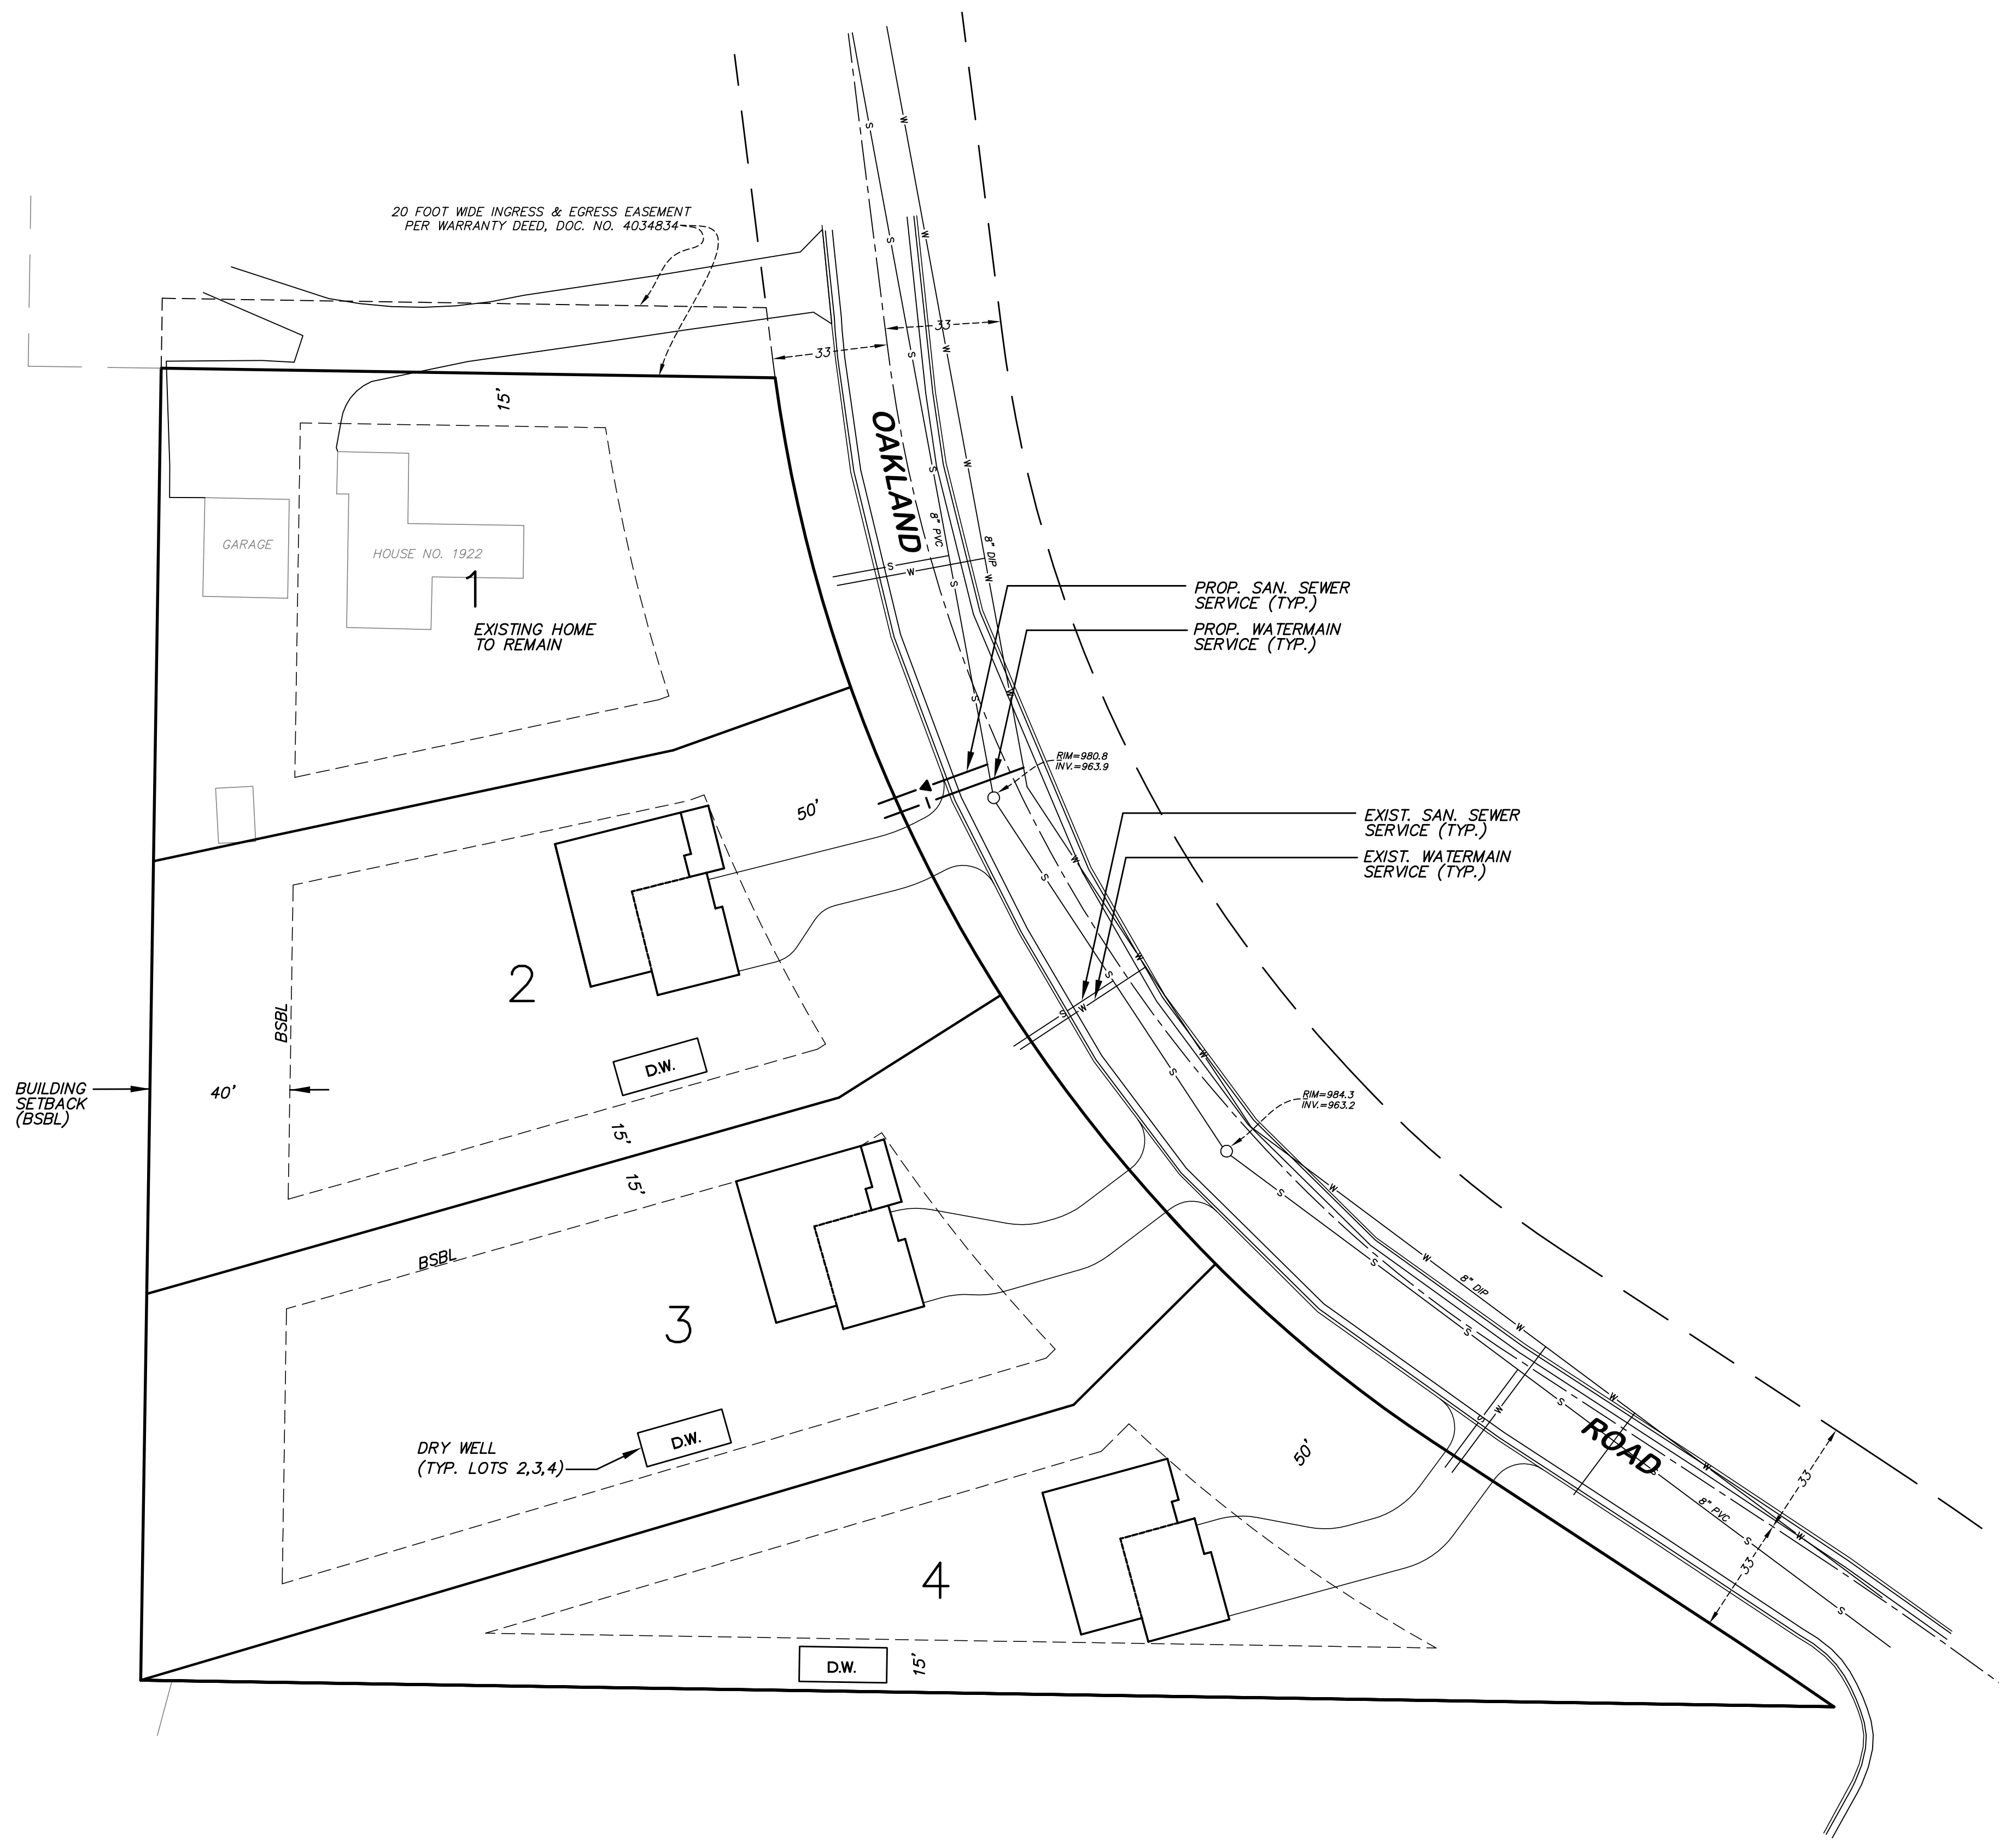 20 FOOT WIDE INGRESS & EGRESS EASEMENT
PER WARRANTY DEED, DOC. NO. 4034834
S
W
S
W
S
W
33
33
15'
OAKLAND
S
W
S
W
8" PVC
8" DIP
GARAGE
HOUSE NO. 1922
1
EXISTING HOME
TO REMAIN
S
W
S
W
PROP. SAN. SEWER
SERVICE (TYP.)
PROP. WATERMAIN
SERVICE (TYP.)
S
W
RIM=980.8
INV.=963.9
50'
EXIST. SAN. SEWER
SERVICE (TYP.)
EXIST. WATERMAIN
SERVICE (TYP.)
W
S
W
S
2
S
W
BSBL
W
D.W.
S
BUILDING
SETBACK
(BSBL)
40'
RIM=984.3
INV.=963.2
15'
15'
W
S
BSBL
W
S
8" DIP
3
W
S
W
S
S
W
DRY WELL
(TYP. LOTS 2,3,4)
D.W.
50'
ROAD
W
S
33
8" PVC
W
S
33
4
S
D.W.
15'